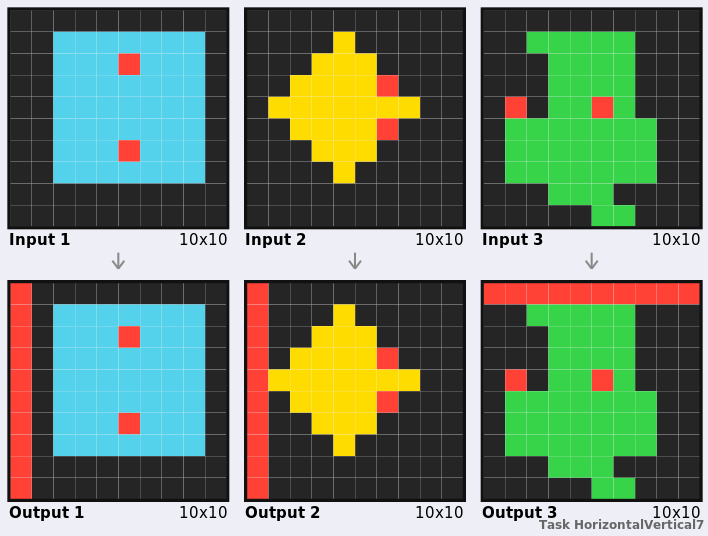 Input 1 10x10
Input 2 10x10
Input 3 10x10
Output 1 10x10
Output 2 10x10
Output 3 10x10
Task HorizontalVertical7